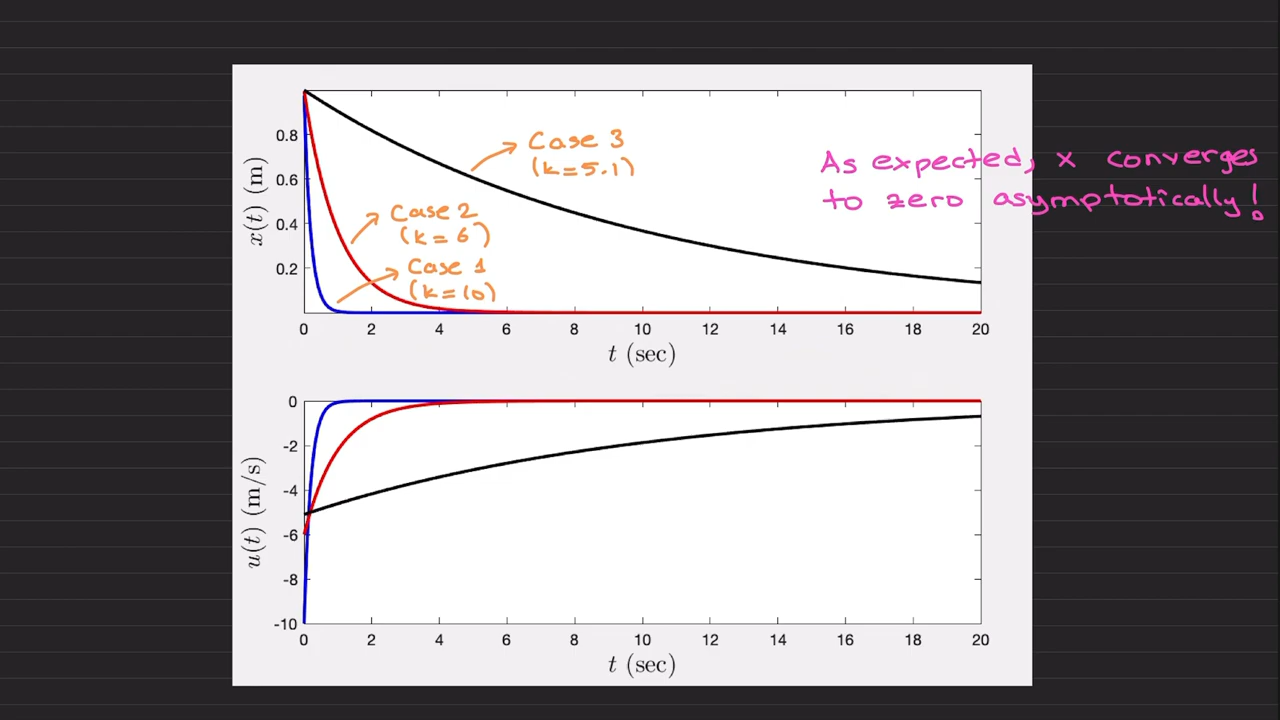 0.8
0.6
0.4
0.2
x(t) (m)
Case 3
(k=5.1)
Case 2
(k=6)
Case 1
(k=10)
As expected, x converges
to zero asymptotically!
0 2 4 6 8 10 12 14 16 18 20
t (sec)
0
-2
-4
-6
-8
-10
u(t) (m/s)
0 2 4 6 8 10 12 14 16 18 20
t (sec)